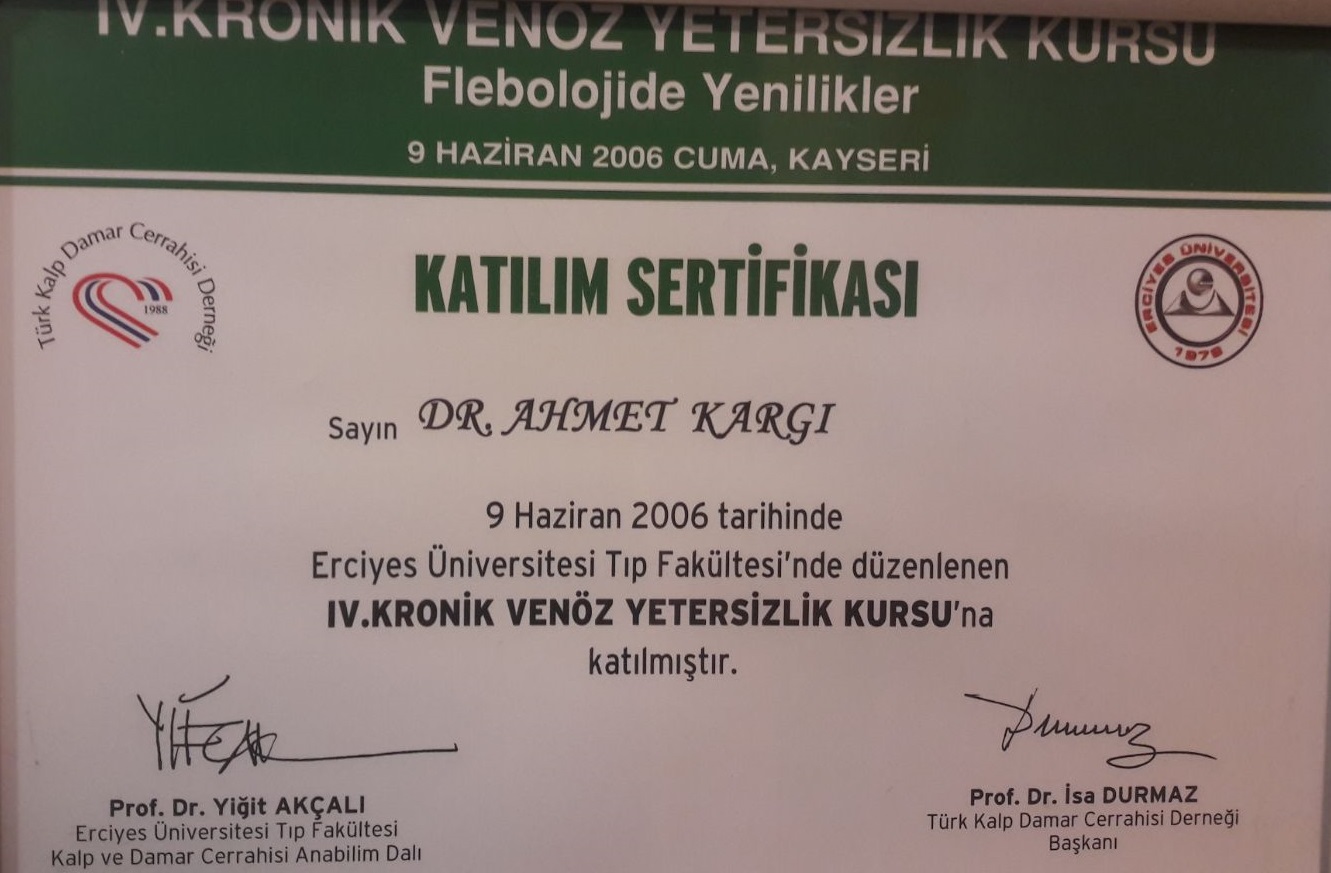 IV.KRONİK VENÖZ YETERSİZLİK KURSU
Flebolojide Yenilikler
9 HAZİRAN 2006 CUMA, KAYSERİ
Türk Kalp Damar Cerrahisi Derneği
1988
KATILIM SERTİFİKASI
ERCİYES ÜNİVERSİTESİ
1978
Sayın DR. AHMET KARGI
9 Haziran 2006 tarihinde
Erciyes Üniversitesi Tıp Fakültesi'nde düzenlenen
IV.KRONİK VENÖZ YETERSİZLİK KURSU'na
katılmıştır.
Prof. Dr. Yiğit AKÇALI
Erciyes Üniversitesi Tıp Fakültesi
Kalp ve Damar Cerrahisi Anabilim Dalı
Prof. Dr. İsa DURMAZ
Türk Kalp Damar Cerrahisi Derneği
Başkanı